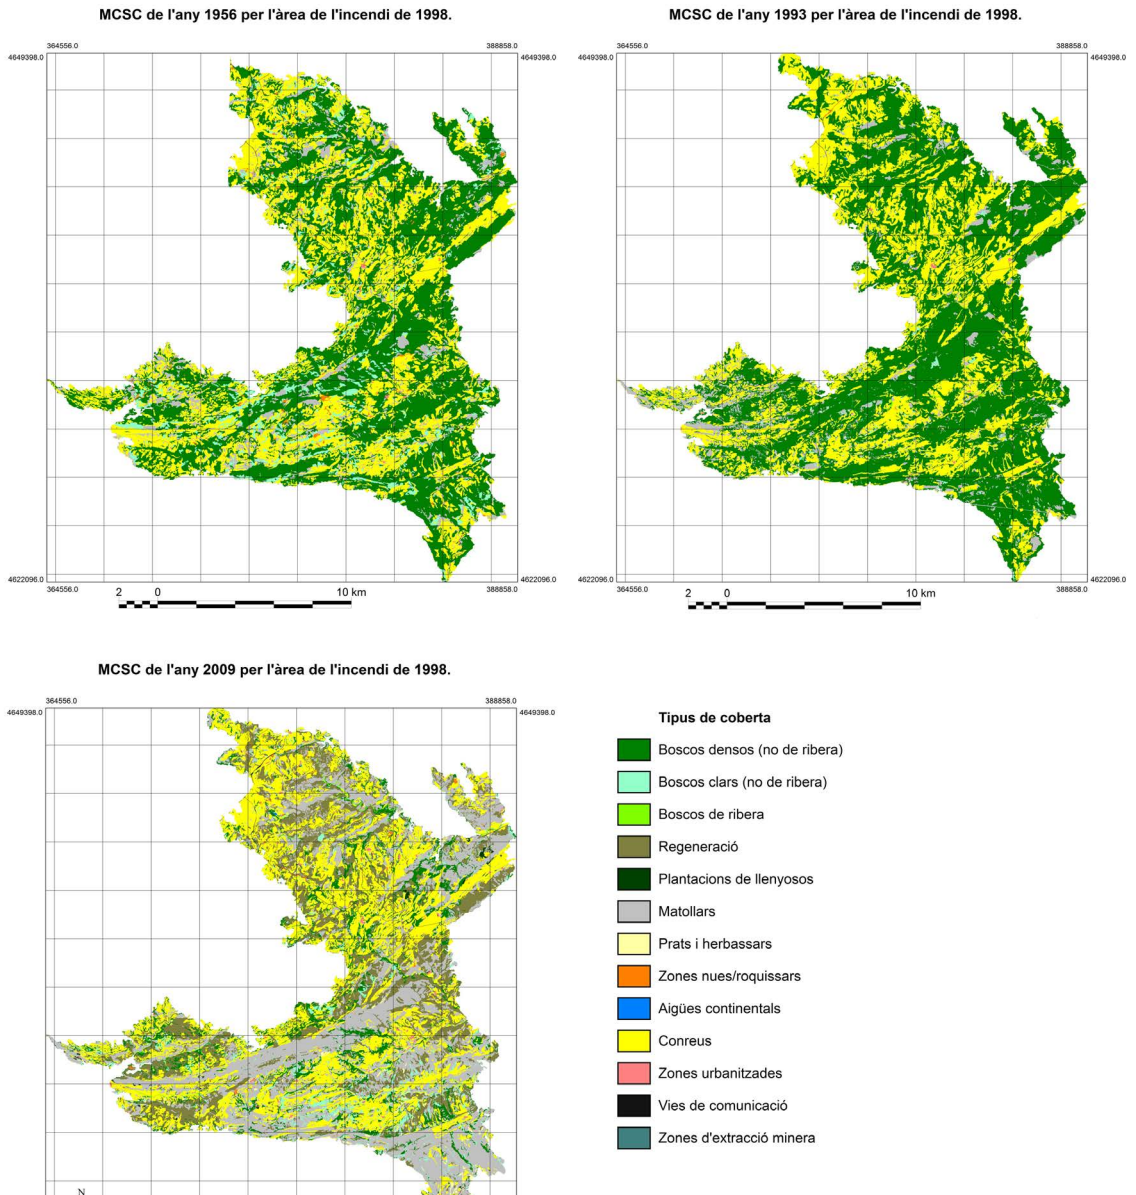 MCSC de l'any 1956 per l'àrea de l'incendi de 1998.
364556.0
388858.0
4649398.0
4649398.0
4622096.0
4622096.0
364556.0
388858.0
2 0 10 km
MCSC de l'any 1993 per l'àrea de l'incendi de 1998.
364556.0
388858.0
4649398.0
4649398.0
4622096.0
4622096.0
364556.0
388858.0
2 0 10 km
MCSC de l'any 2009 per l'àrea de l'incendi de 1998.
364556.0
388858.0
4649398.0
4649398.0
N
Tipus de coberta
Boscos densos (no de ribera)
Boscos clars (no de ribera)
Boscos de ribera
Regeneració
Plantacions de llenyosos
Matollars
Prats i herbassars
Zones nues/roquissars
Aigües continentals
Conreus
Zones urbanitzades
Vies de comunicació
Zones d'extracció minera